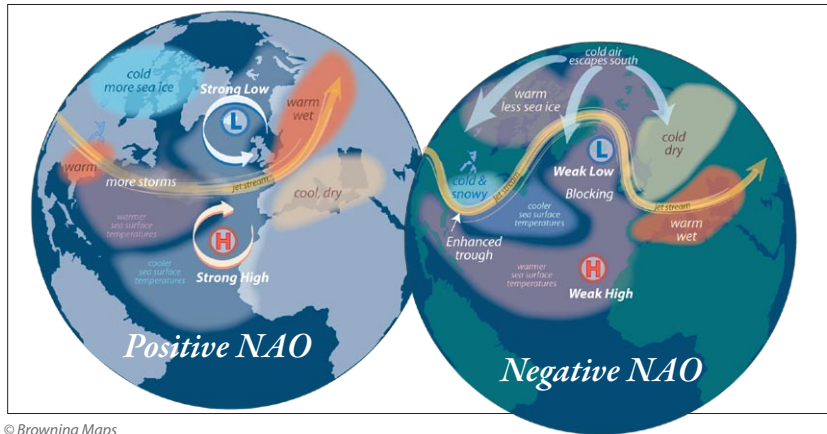 cold
more sea ice
Strong Low
L
warm
wet
warm
more storms
jet stream
cool, dry
warmer
sea surface
temperatures
H
Strong High
cooler
sea surface
temperatures
Positive NAO
cold air
escapes south
warm
less sea ice
cold
dry
L
Weak Low
Blocking
cold &
snowy
jet stream
cooler
sea surface
temperatures
jet stream
warm
wet
Enhanced
trough
warmer
sea surface
temperatures
H
Weak High
Negative NAO
© Browning Maps